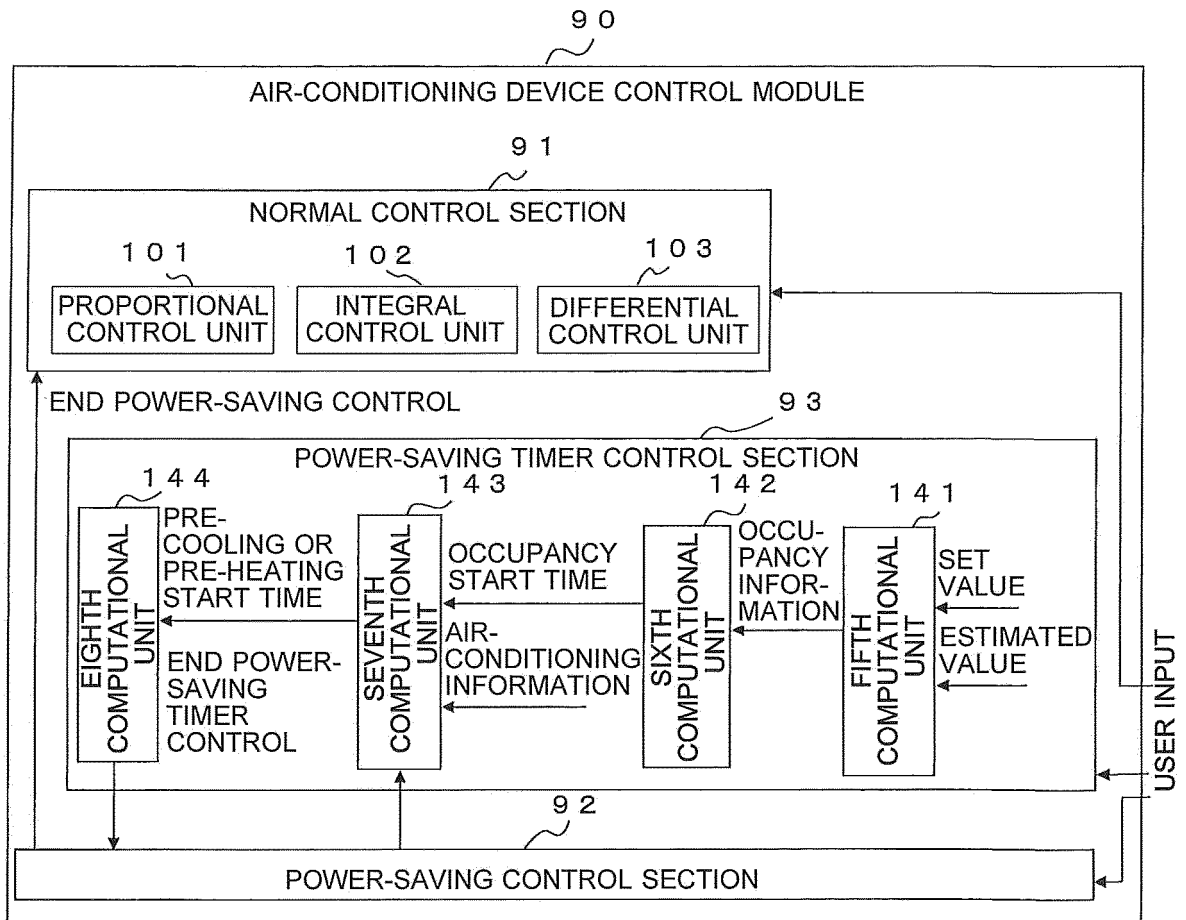 90
AIR-CONDITIONING DEVICE CONTROL MODULE
91
NORMAL CONTROL SECTION
101
102
103
PROPORTIONAL
CONTROL UNIT
INTEGRAL
CONTROL UNIT
DIFFERENTIAL
CONTROL UNIT
END POWER-SAVING CONTROL
93
POWER-SAVING TIMER CONTROL SECTION
144
143
142
141
EIGHTH
COMPUTATIONAL
UNIT
PRE-
COOLING OR
PRE-HEATING
START TIME
END POWER-
SAVING
TIMER
CONTROL
SEVENTH
COMPUTATIONAL
UNIT
OCCUPANCY
START TIME
AIR-
CONDITIONING
INFORMATION
SIXTH
COMPUTATIONAL
UNIT
OCCU-
PANCY
INFOR-
MATION
FIFTH
COMPUTATIONAL
UNIT
SET
VALUE
ESTIMATED
VALUE
USER INPUT
92
POWER-SAVING CONTROL SECTION